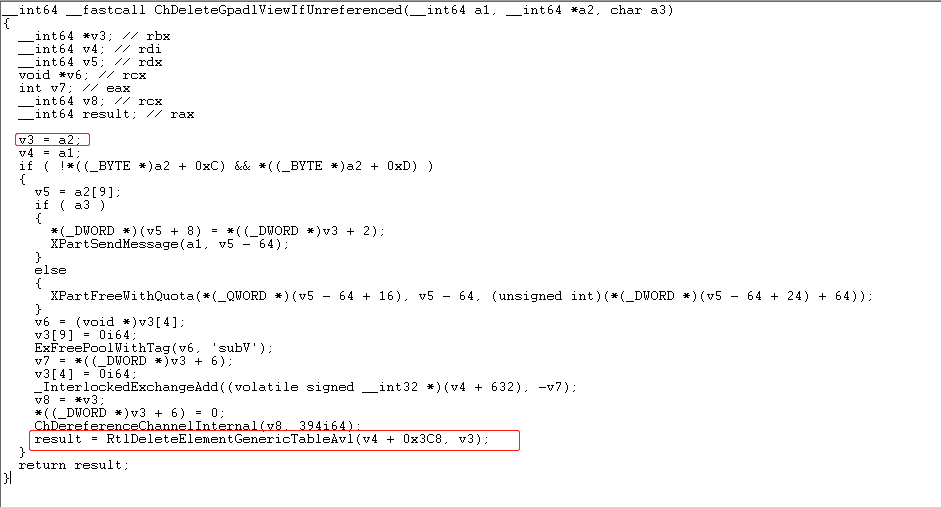 __int64 __fastcall ChDeleteGpadlViewIfUnreferenced(__int64 a1, __int64 *a2, char a3)
{
  __int64 *v3; // rbx
  __int64 v4; // rdi
  __int64 v5; // rdx
  void *v6; // rcx
  int v7; // eax
  __int64 v8; // rcx
  __int64 result; // rax
  v3 = a2;
  v4 = a1;
  if ( !*((_BYTE *)a2 + 0xC) && *((_BYTE *)a2 + 0xD) )
  {
    v5 = a2[9];
    if ( a3 )
    {
      *(_DWORD *)(v5 + 8) = *((_DWORD *)v3 + 2);
      XPartSendMessage(a1, v5 - 64);
    }
    else
    {
      XPartFreeWithQuota(*(_QWORD *)(v5 - 64 + 16), v5 - 64, (unsigned int)(*(_DWORD *)(v5 - 64 + 24) + 64));
    }
    v6 = (void *)v3[4];
    v3[9] = 0i64;
    ExFreePoolWithTag(v6, 'subV');
    v7 = *((_DWORD *)v3 + 6);
    v3[4] = 0i64;
    _InterlockedExchangeAdd((volatile signed __int32 *)(v4 + 632), -v7);
    v8 = *v3;
    *((_DWORD *)v3 + 6) = 0;
    ChDereferenceChannelInternal(v8, 394i64);
    result = RtlDeleteElementGenericTableAvl(v4 + 0x3C8, v3);
  }
  return result;
}